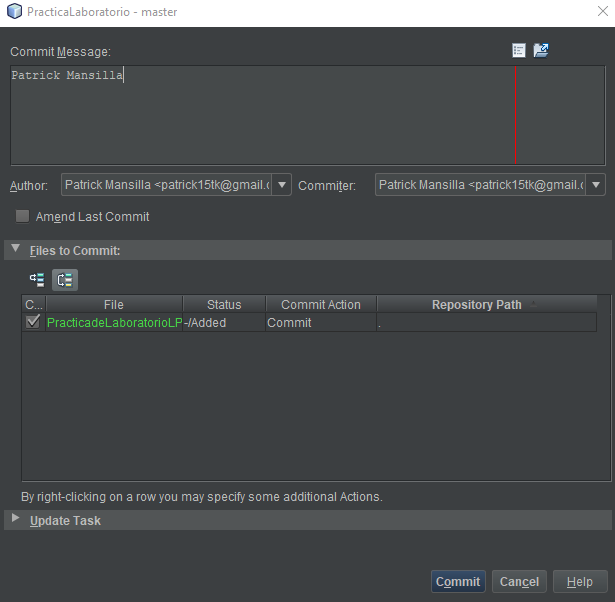 PracticaLaboratorio - master
Commit Message:
Patrick Mansilla
Author: Patrick Mansilla <patrick15tk@gmail.c Commiter: Patrick Mansilla <patrick15tk@gmail.c
Amend Last Commit
Files to Commit:
C... File Status Commit Action Repository Path
PracticadeLaboratorioLP -/Added Commit .
By right-clicking on a row you may specify some additional Actions.
Update Task
Commit Cancel Help